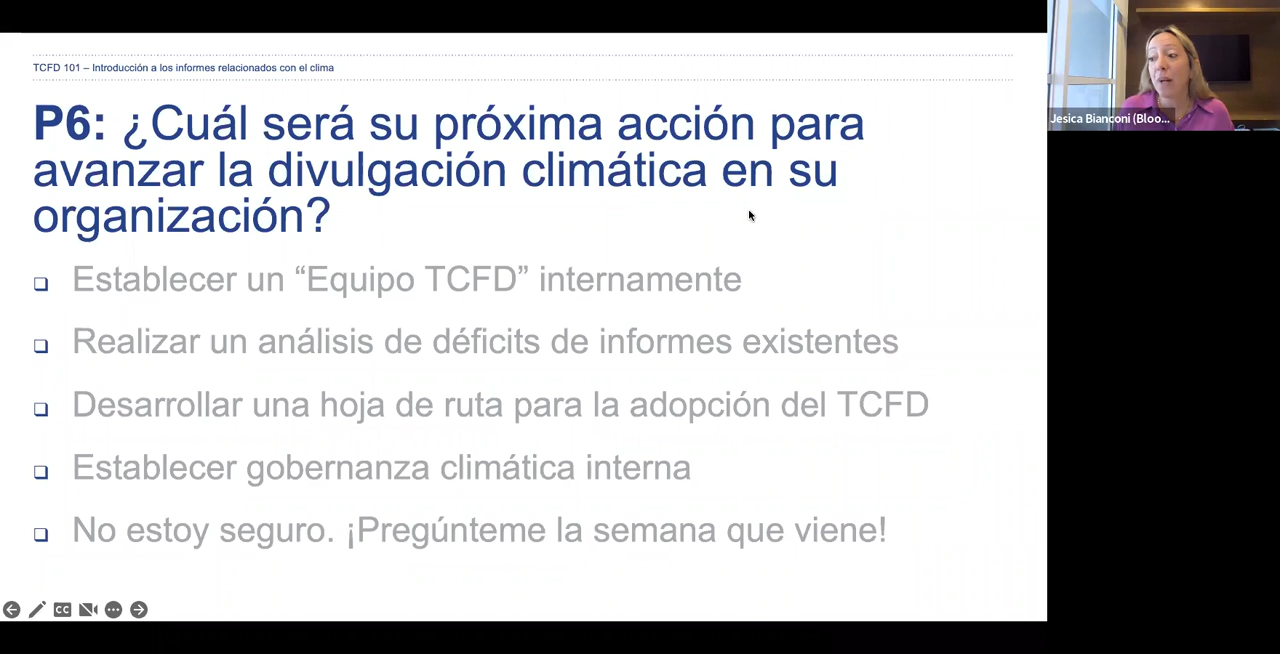 TCFD 101 – Introducción a los informes relacionados con el clima
P6: ¿Cuál será su próxima acción para
avanzar la divulgación climática en su
organización?
Establecer un “Equipo TCFD” internamente
Realizar un análisis de déficits de informes existentes
Desarrollar una hoja de ruta para la adopción del TCFD
Establecer gobernanza climática interna
No estoy seguro. ¡Pregúnteme la semana que viene!
CC
Jesica Bianconi (Bloo...